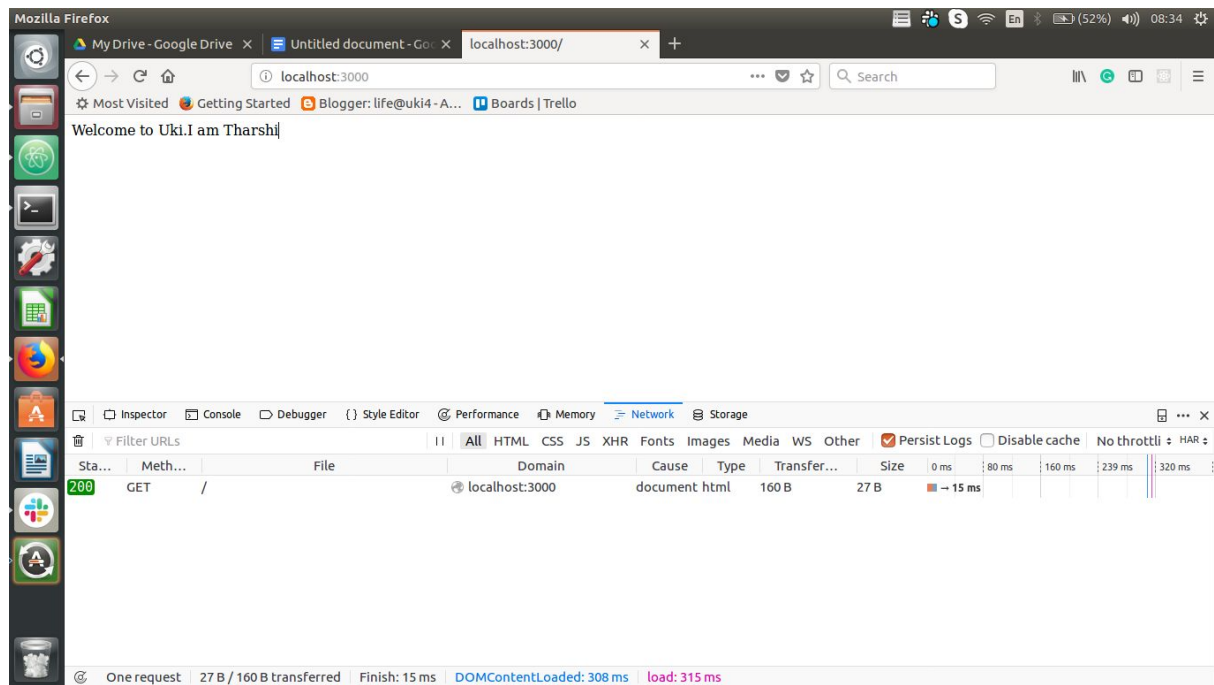 Mozilla Firefox
S En (52%) 08:34
My Drive - Google Drive × Untitled document - Goo × localhost:3000/ × +
localhost:3000 Search
Most Visited Getting Started Blogger: life@uki4 - A... Boards | Trello
Welcome to Uki.I am Tharshi
Inspector Console Debugger {} Style Editor Performance Memory Network Storage
Filter URLs All HTML CSS JS XHR Fonts Images Media WS Other Persist Logs Disable cache No throttli HAR
Sta... Meth... File Domain Cause Type Transfer... Size 0 ms 80 ms 160 ms 239 ms 320 ms
200 GET / localhost:3000 document html 160 B 27 B → 15 ms
One request 27 B / 160 B transferred Finish: 15 ms DOMContentLoaded: 308 ms load: 315 ms